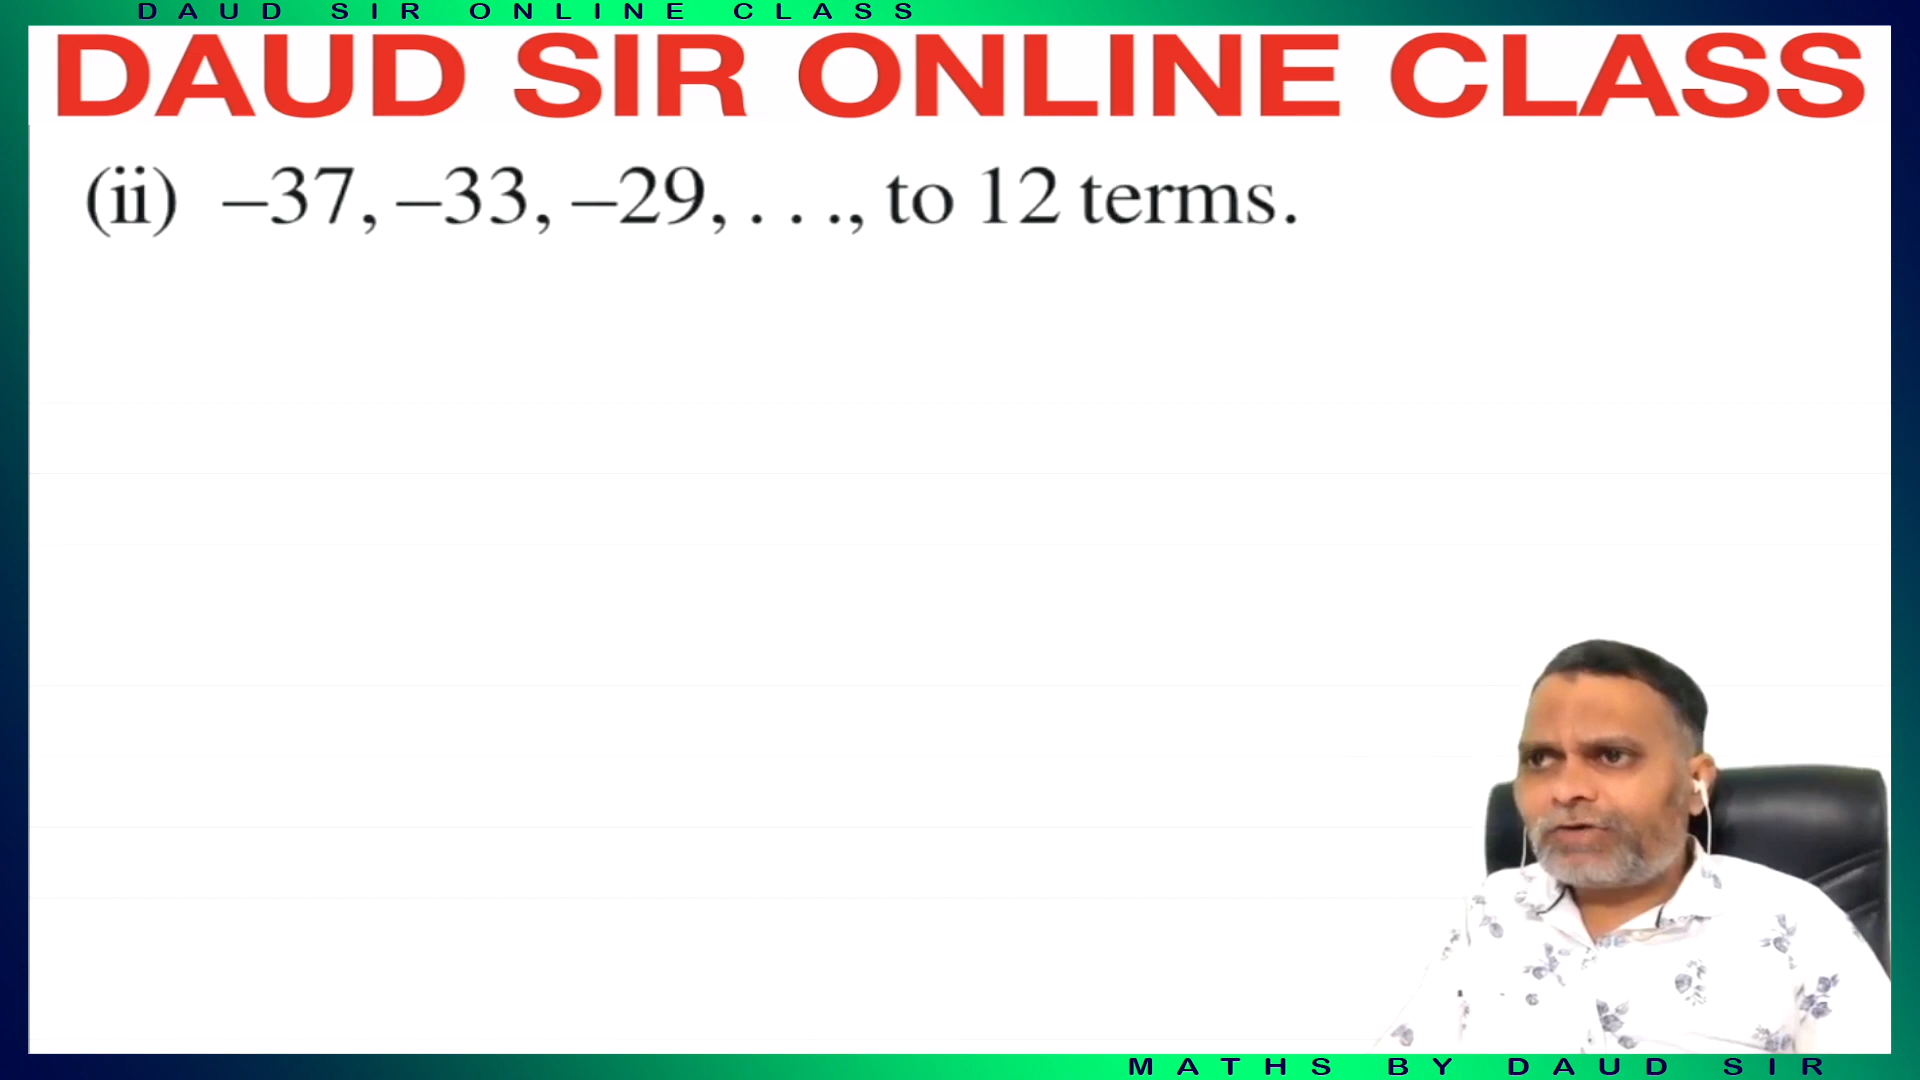 DAUD SIR ONLINE CLASS
DAUD SIR ONLINE CLASS
(ii) –37, –33, –29, . . ., to 12 terms.
MATHS BY DAUD SIR